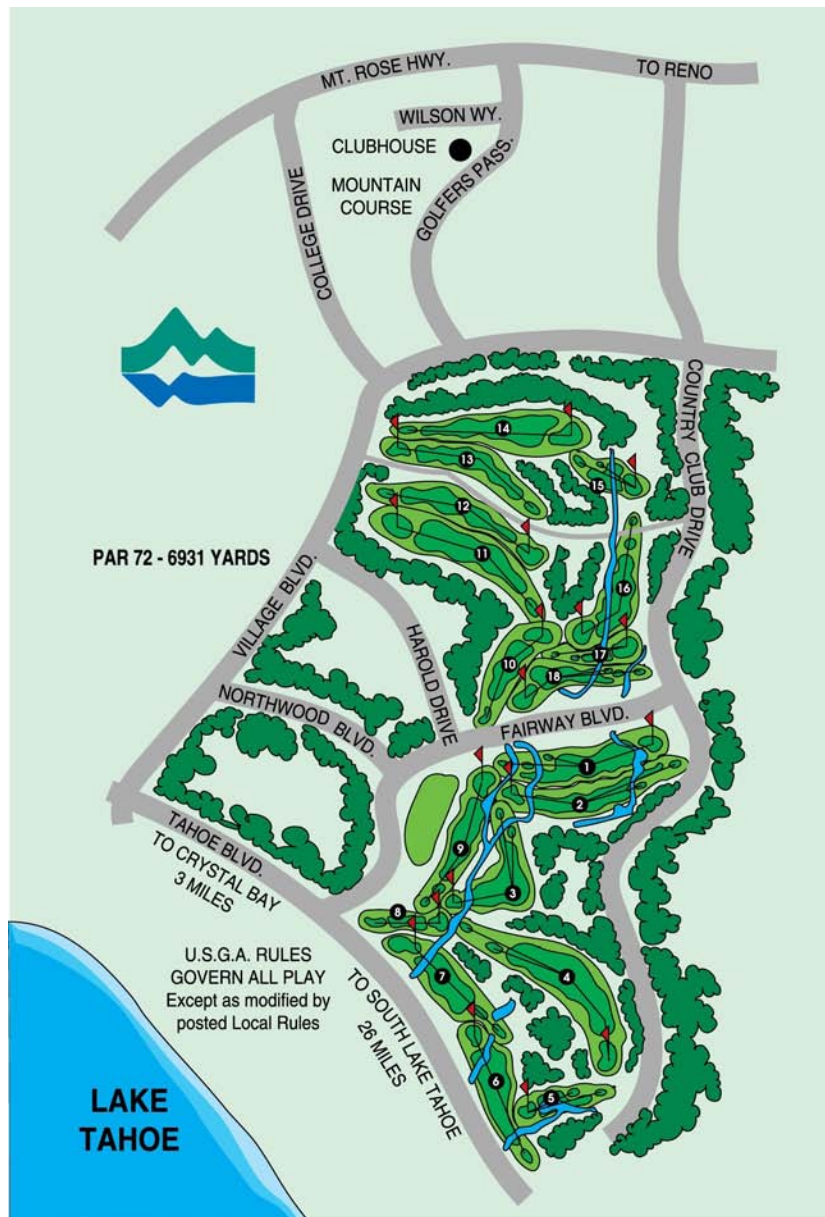 MT. ROSE HWY.
TO RENO
WILSON WY.
CLUBHOUSE
MOUNTAIN
COURSE
GOLFERS PASS.
COLLEGE DRIVE
COUNTRY CLUB DRIVE
14
13
15
12
11
PAR 72 - 6931 YARDS
16
VILLAGE BLVD.
HAROLD DRIVE
10
17
18
NORTHWOOD BLVD.
FAIRWAY BLVD.
1
2
TAHOE BLVD.
TO CRYSTAL BAY
3 MILES
9
3
8
U.S.G.A. RULES
GOVERN ALL PLAY
Except as modified by
posted Local Rules
7
4
TO SOUTH LAKE TAHOE
26 MILES
6
5
LAKE
TAHOE